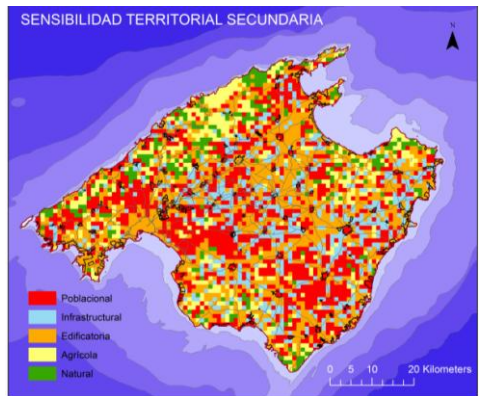 SENSIBILIDAD TERRITORIAL SECUNDARIA
N
Poblacional
Infrastructural
Edificatoria
Agrícola
Natural
0 5 10 20 Kilometers